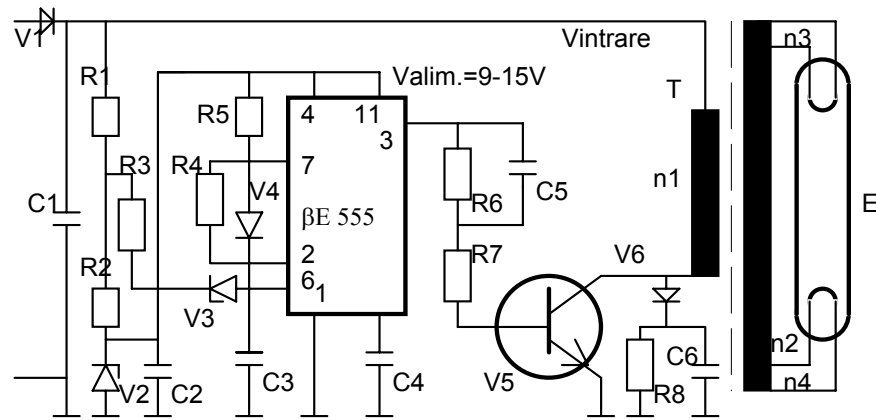 V1
Vintrare
n3
R1
Valim.=9-15V
T
R5
4
11
3
R3
R4
7
V4
R6
C5
n1
C1
βE 555
E
2
R7
V6
R2
6
1
V3
n2
C6
V2
C2
C3
C4
V5
R8
n4